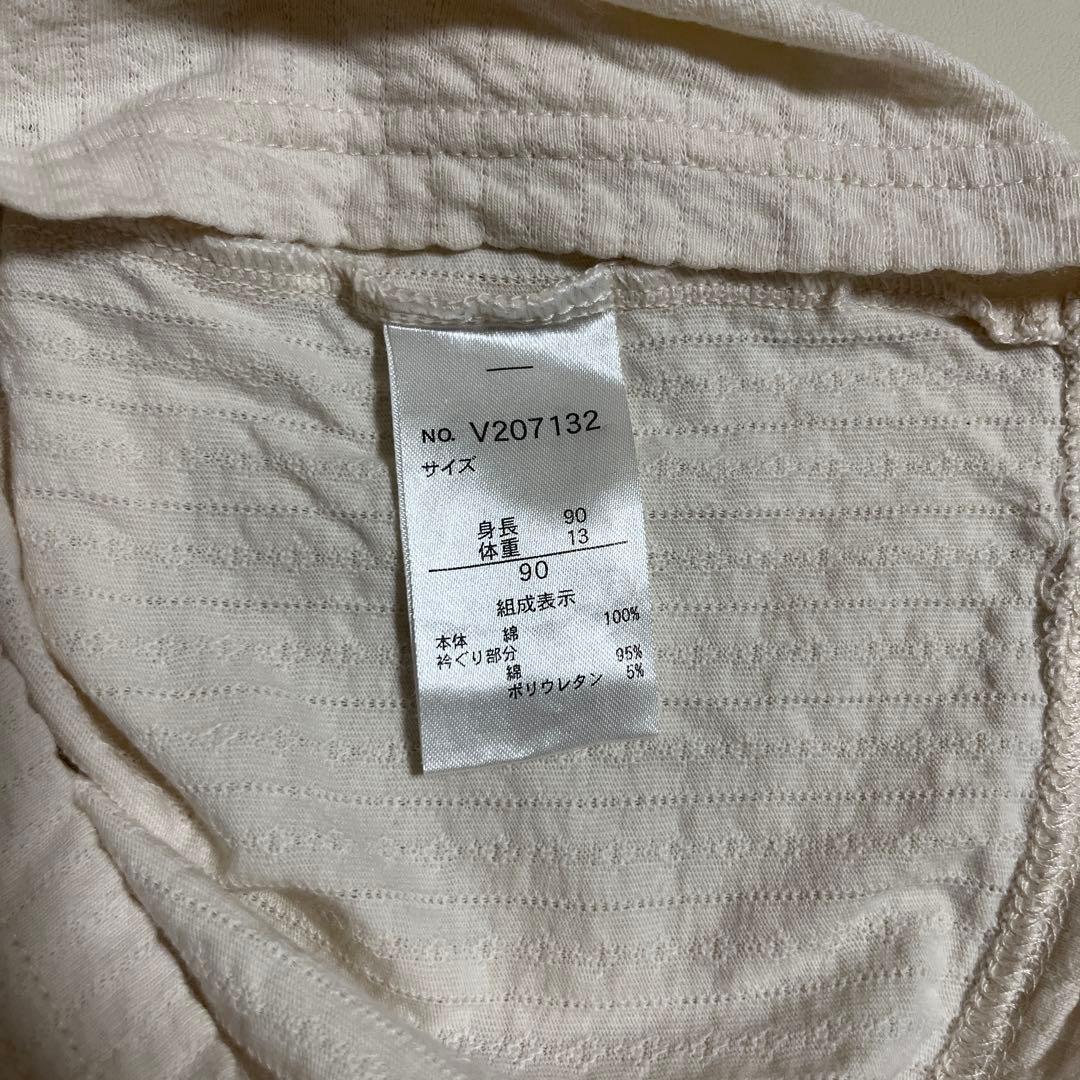 NO. V207132
サイズ
身長 90
体重 13
90
組成表示
本体 綿 100%
衿ぐり部分
綿 95%
ポリウレタン 5%